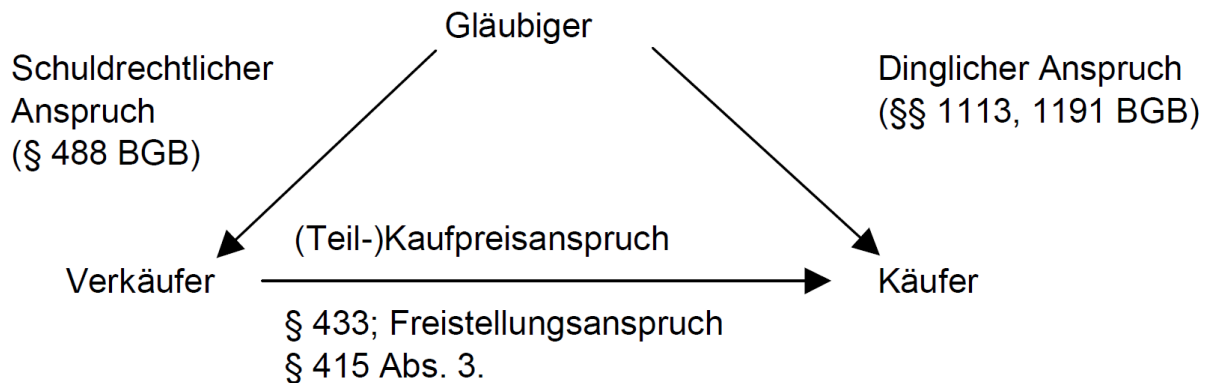 Gläubiger
Schuldrechtlicher
Anspruch
(§ 488 BGB)
Dinglicher Anspruch
(§§ 1113, 1191 BGB)
(Teil-)Kaufpreisanspruch
Verkäufer
Käufer
§ 433; Freistellungsanspruch
§ 415 Abs. 3.